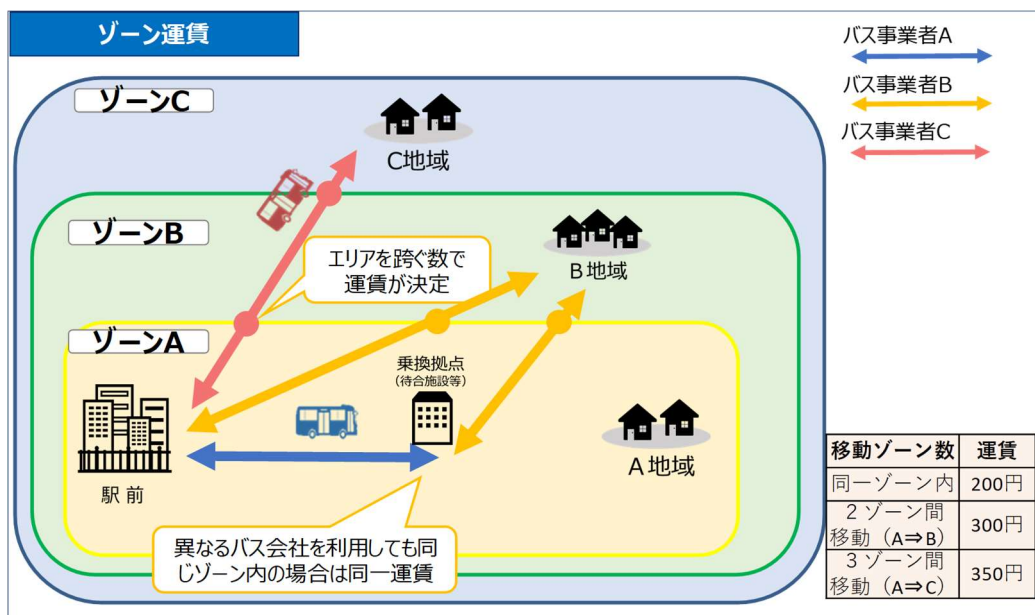 ゾーン運賃
バス事業者A
バス事業者B
バス事業者C
ゾーンC
C地域
ゾーンB
エリアを跨ぐ数で
運賃が決定
B地域
ゾーンA
乗換拠点
(待合施設等)
A地域
駅前
異なるバス会社を利用しても同
じゾーン内の場合は同一運賃
移動ゾーン数 運賃
同一ゾーン内 200円
2ゾーン間
移動（A⇒B） 300円
3ゾーン間
移動（A⇒C） 350円